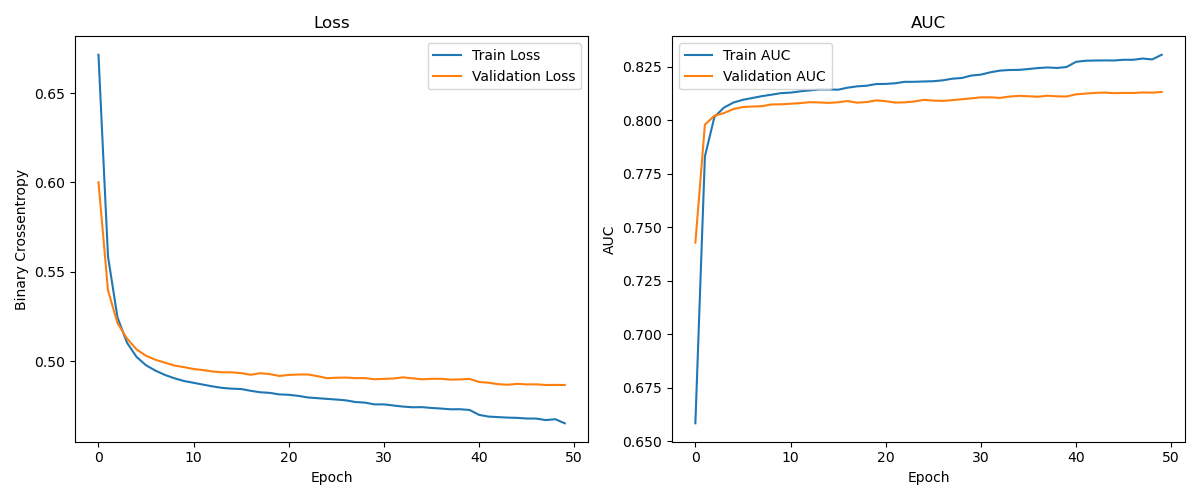 Loss
Binary Crossentropy
0.65
0.60
0.55
0.50
Train Loss
Validation Loss
0 10 20 30 40 50
Epoch
AUC
AUC
0.825
0.800
0.775
0.750
0.725
0.700
0.675
0.650
Train AUC
Validation AUC
0 10 20 30 40 50
Epoch